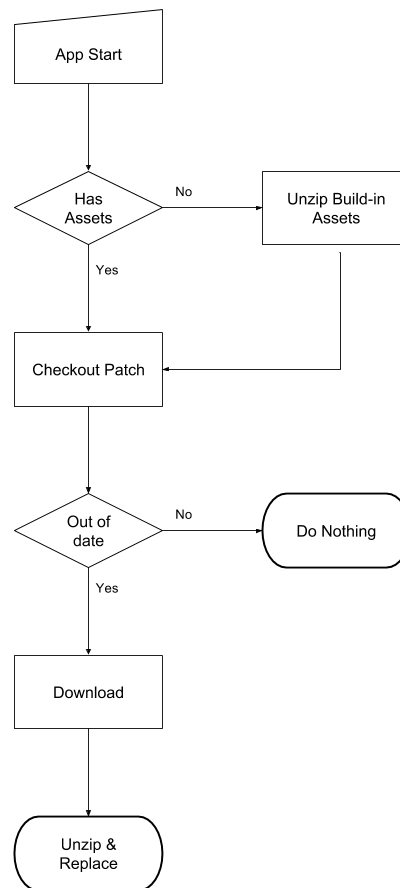 App Start
Has
Assets
No
Unzip Build-in
Assets
Yes
Checkout Patch
Out of
date
No
Do Nothing
Yes
Download
Unzip &
Replace